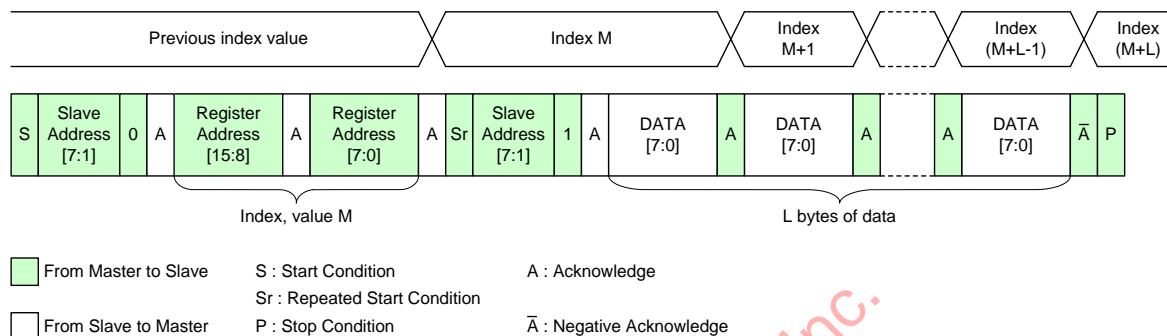 Previous index value
Index M
Index
M+1
Index
(M+L-1)
Index
(M+L)
S
Slave
Address
[7:1]
0
A
Register
Address
[15:8]
A
Register
Address
[7:0]
A
Sr
Slave
Address
[7:1]
1
A
DATA
[7:0]
A
DATA
[7:0]
A
A
DATA
[7:0]
A̅
P
Index, value M
L bytes of data
From Master to Slave
S : Start Condition
A : Acknowledge
Sr : Repeated Start Condition
From Slave to Master
P : Stop Condition
A̅ : Negative Acknowledge
Inc.